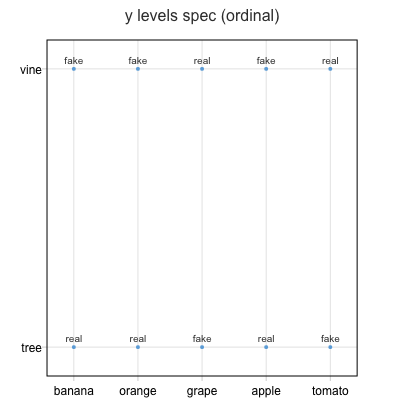 y levels spec (ordinal)
fake fake real fake real
vine
real real fake real fake
tree
banana orange grape apple tomato